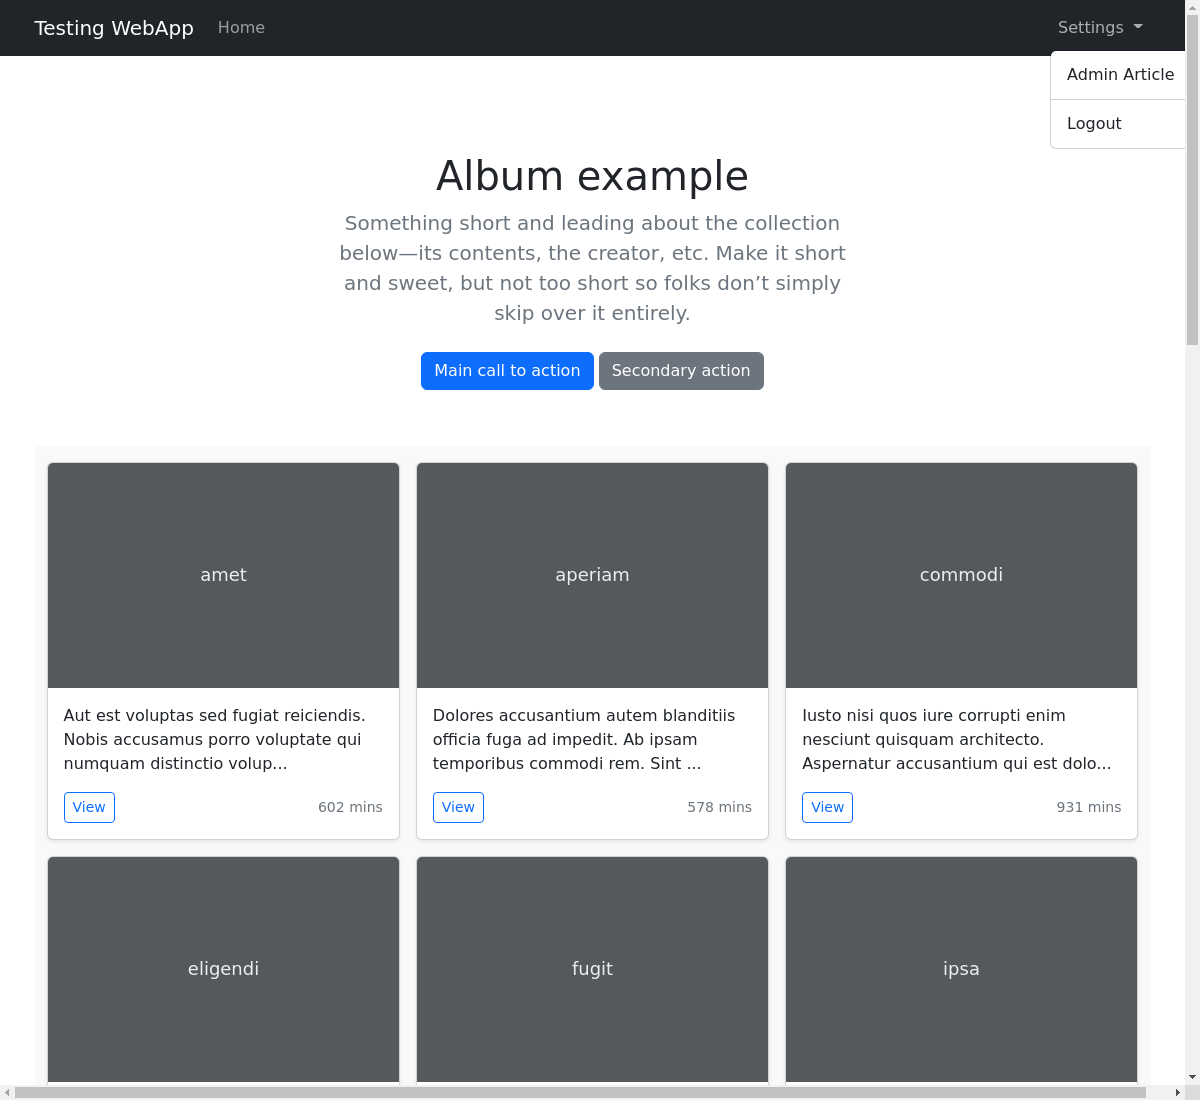 Testing WebApp Home Settings
Admin Article
Logout
Album example
Something short and leading about the collection
below—its contents, the creator, etc. Make it short
and sweet, but not too short so folks don’t simply
skip over it entirely.
Main call to action Secondary action
amet
Aut est voluptas sed fugiat reiciendis.
Nobis accusamus porro voluptate qui
numquam distinctio volup...
View 602 mins
aperiam
Dolores accusantium autem blanditiis
officia fuga ad impedit. Ab ipsam
temporibus commodi rem. Sint ...
View 578 mins
commodi
Iusto nisi quos iure corrupti enim
nesciunt quisquam architecto.
Aspernatur accusantium qui est dolo...
View 931 mins
eligendi
fugit
ipsa